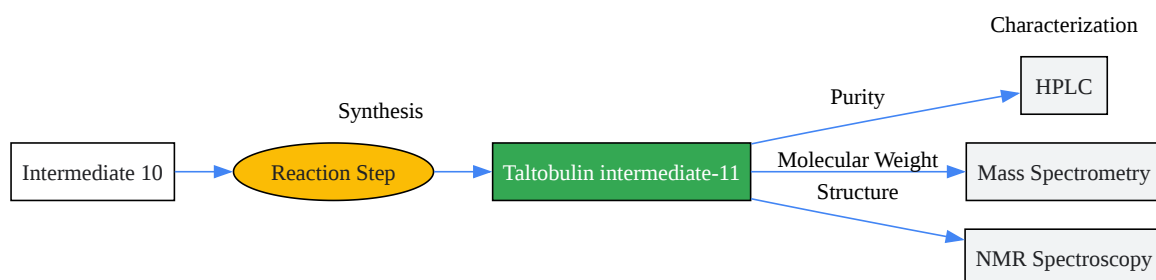 Characterization
HPLC
Purity
Synthesis
Intermediate 10
Reaction Step
Taltobulin intermediate-11
Molecular Weight
Mass Spectrometry
Structure
NMR Spectroscopy